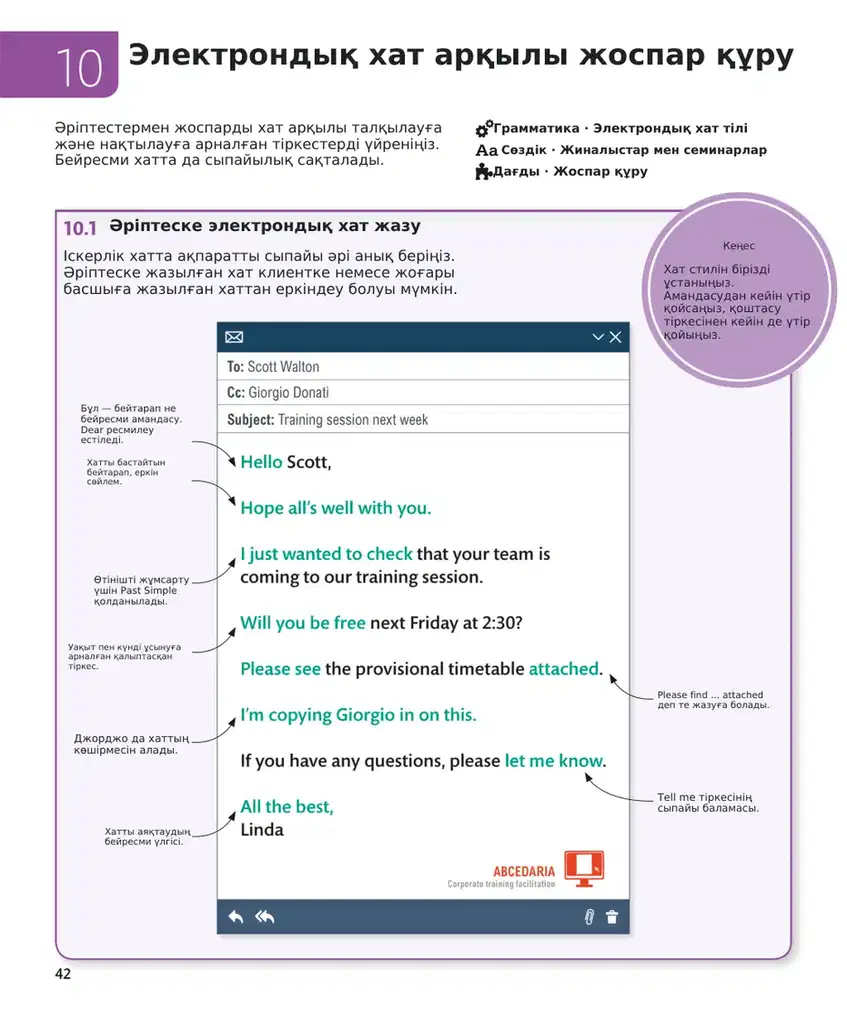 10
Электрондық хат арқылы жоспар құру
Әріптестермен жоспарды хат арқылы талқылауға
және нақтылауға арналған тіркестерді үйреніңіз.
Бейресми хатта да сыпайылық сақталады.
Грамматика · Электрондық хат тілі
Aa Сөздік · Жиналыстар мен семинарлар
Дағды · Жоспар құру
10.1 Әріптеске электрондық хат жазу
Іскерлік хатта ақпаратты сыпайы әрі анық беріңіз.
Әріптеске жазылған хат клиентке немесе жоғары
басшыға жазылған хаттан еркіндеу болуы мүмкін.
Кеңес
Хат стилін бірізді
ұстаныңыз.
Амандасудан кейін үтір
қойсаңыз, қоштасу
тіркесінен кейін де үтір
қойыңыз.
To: Scott Walton
Cc: Giorgio Donati
Subject: Training session next week
Бұл — бейтарап не
бейресми амандасу.
Dear ресмилеу
естіледі.
Hello Scott,
Хатты бастайтын
бейтарап, еркін
сөйлем.
Hope all's well with you.
I just wanted to check that your team is
coming to our training session.
Өтінішті жұмсарту
үшін Past Simple
қолданылады.
Will you be free next Friday at 2:30?
Уақыт пен күнді ұсынуға
арналған қалыптасқан
тіркес.
Please see the provisional timetable attached.
Please find ... attached
деп те жазуға болады.
I'm copying Giorgio in on this.
Джорджо да хаттың
көшірмесін алады.
If you have any questions, please let me know.
Tell me тіркесінің
сыпайы баламасы.
All the best,
Linda
Хатты аяқтаудың
бейресми үлгісі.
ABCEDARIA
Corporate training facilitation
42